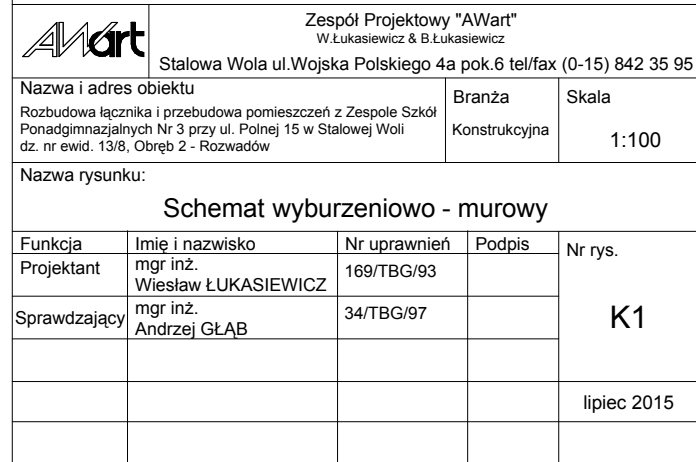 AWart
Zespół Projektowy "AWart"
W.Łukasiewicz & B.Łukasiewicz
Stalowa Wola ul.Wojska Polskiego 4a pok.6 tel/fax (0-15) 842 35 95
Nazwa i adres obiektu
Rozbudowa łącznika i przebudowa pomieszczeń z Zespole Szkół
Ponadgimnazjalnych Nr 3 przy ul. Polnej 15 w Stalowej Woli
dz. nr ewid. 13/8, Obręb 2 - Rozwadów
Branża
Konstrukcyjna
Skala
1:100
Nazwa rysunku:
Schemat wyburzeniowo - murowy
Funkcja Imię i nazwisko Nr uprawnień Podpis Nr rys.
Projektant mgr inż. 169/TBG/93
Wiesław ŁUKASIEWICZ
Sprawdzający mgr inż. 34/TBG/97
Andrzej GŁĄB
K1
lipiec 2015